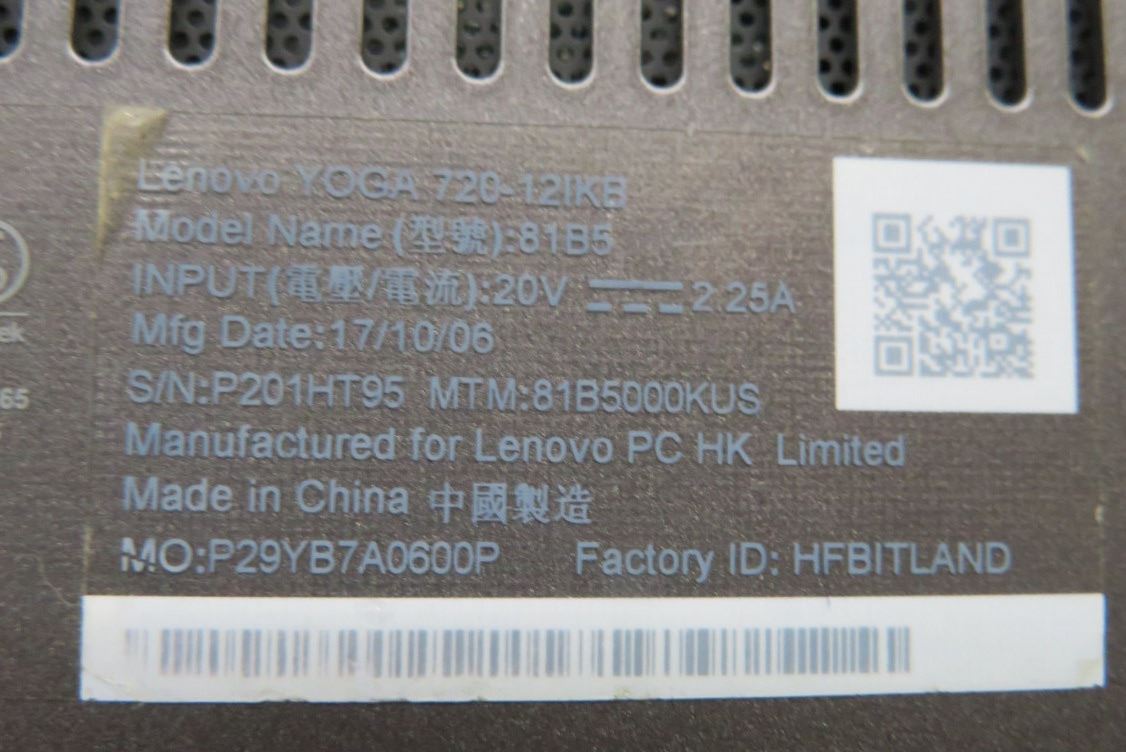 Lenovo YOGA 720-12IKB
Model Name (型號):81B5
INPUT(電壓/電流):20V ⎓ 2.25A
Mfg Date:17/10/06
S/N:P201HT95 MTM:81B5000KUS
Manufactured for Lenovo PC HK Limited
Made in China 中國製造
MO:P29YB7A0600P Factory ID: HFBITLAND
ek
65